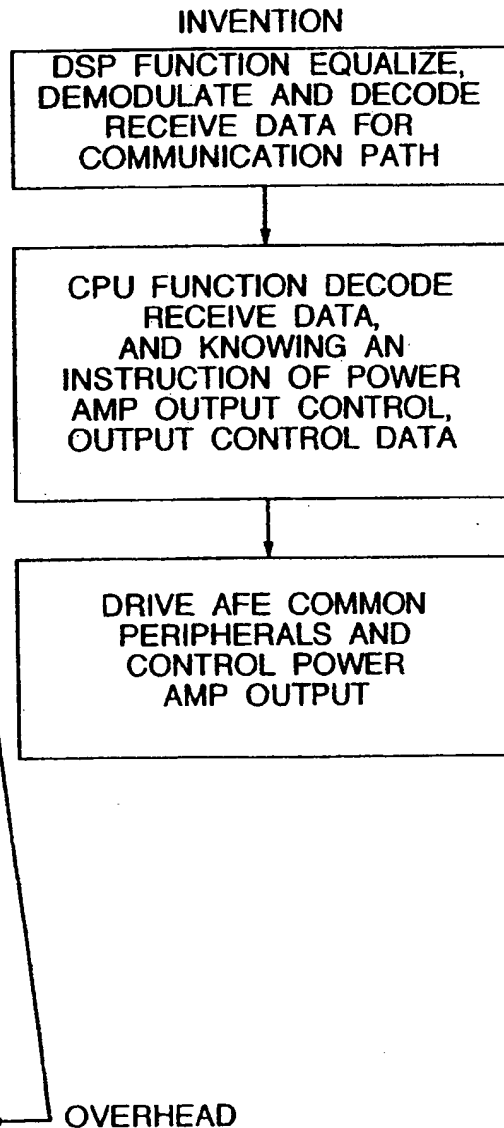 INVENTION
DSP FUNCTION EQUALIZE,
DEMODULATE AND DECODE
RECEIVE DATA FOR
COMMUNICATION PATH
CPU FUNCTION DECODE
RECEIVE DATA,
AND KNOWING AN
INSTRUCTION OF POWER
AMP OUTPUT CONTROL,
OUTPUT CONTROL DATA
DRIVE AFE COMMON
PERIPHERALS AND
CONTROL POWER
AMP OUTPUT
OVERHEAD